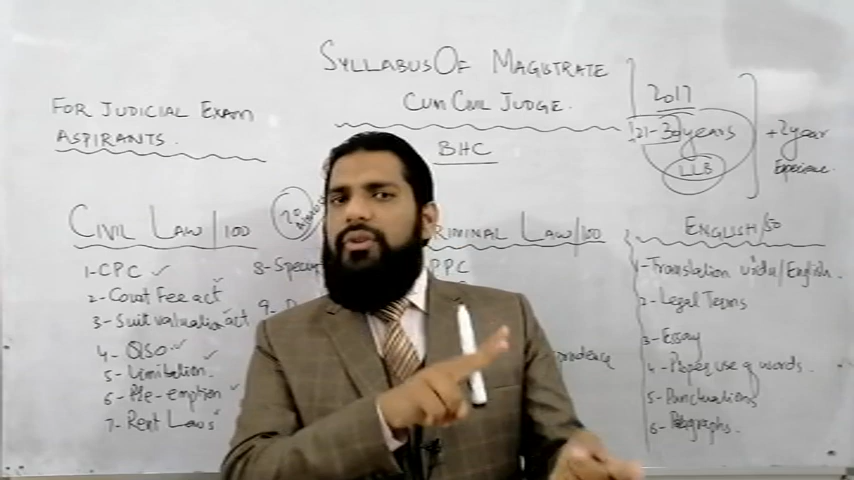 SYLLABUS OF MAGISTRATE
CUM CIVIL JUDGE.
BHC
FOR JUDICIAL EXAM
ASPIRANTS.
2017
21-30 years
LLB
+2 year
Experience.
CIVIL LAW/100
1-CPC ✓
2-Court Fee act ✓
3-Suit valuation act ✓
4-QSO ✓
5-Limitation. ✓
6-Pre-emption ✓
7-Rent Laws ✓
20
8-
9-
RIMINAL LAW/100
PPC
prudence
ENGLISH/50
1-Translation urdu/English.
2-Legal Terms
3-Essay
4-Proper use of words.
5-Punctuations
6-Paragraphs.